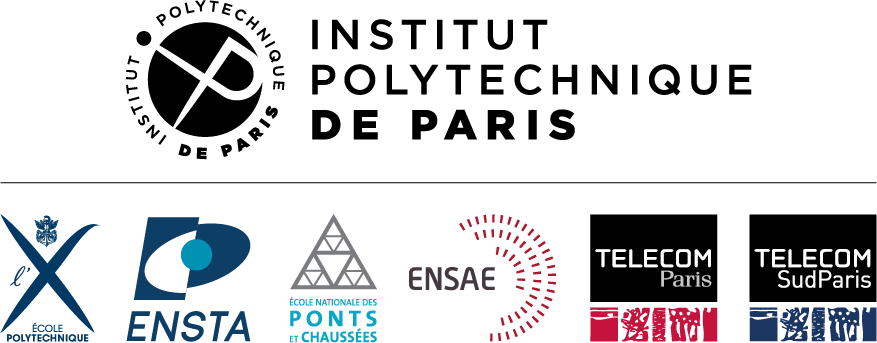 INSTITUT POLYTECHNIQUE DE PARIS
INSTITUT
POLYTECHNIQUE
DE PARIS
l'X
ÉCOLE
POLYTECHNIQUE
ENSTA
ÉCOLE NATIONALE DES
PONTS
ET CHAUSSÉES
ENSAE
TELECOM
Paris
TELECOM
SudParis